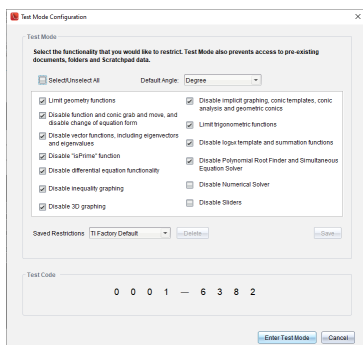 Test Mode Configuration
Test Mode
Select the functionality that you would like to restrict. Test Mode also prevents access to pre-existing
documents, folders and Scratchpad data.
Select/Unselect All
Default Angle:
Degree
Limit geometry functions
Disable function and conic grab and move, and
disable change of equation form
Disable vector functions, including eigenvectors
and eigenvalues
Disable "isPrime" function
Disable differential equation functionality
Disable inequality graphing
Disable 3D graphing
Disable implicit graphing, conic templates, conic
analysis and geometric conics
Limit trigonometric functions
Disable logBx template and summation functions
Disable Polynomial Root Finder and Simultaneous
Equation Solver
Disable Numerical Solver
Disable Sliders
Saved Restrictions
TI Factory Default
Delete
Save
Test Code
0 0 0 1 — 6 3 8 2
Enter Test Mode
Cancel